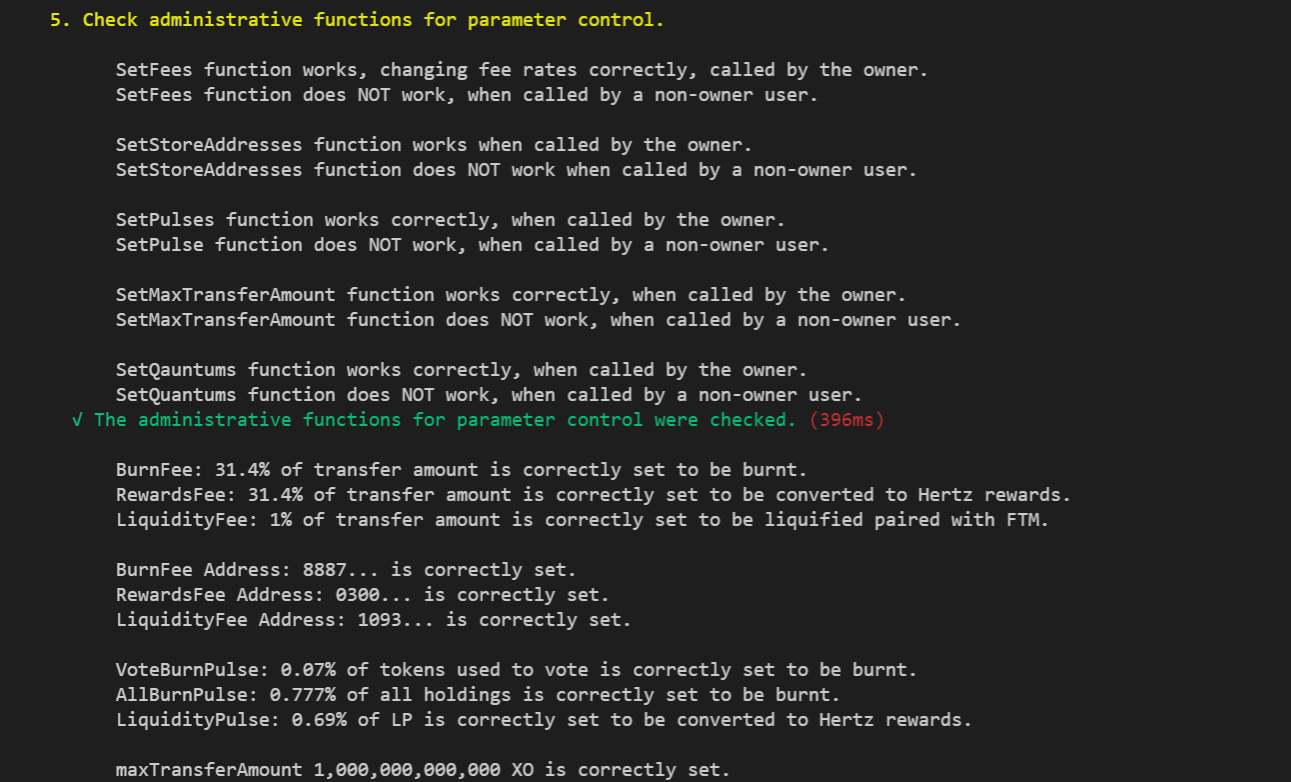 5. Check administrative functions for parameter control.
SetFees function works, changing fee rates correctly, called by the owner.
SetFees function does NOT work, when called by a non-owner user.
SetStoreAddresses function works when called by the owner.
SetStoreAddresses function does NOT work when called by a non-owner user.
SetPulses function works correctly, when called by the owner.
SetPulse function does NOT work, when called by a non-owner user.
SetMaxTransferAmount function works correctly, when called by the owner.
SetMaxTransferAmount function does NOT work, when called by a non-owner user.
SetQauntums function works correctly, when called by the owner.
SetQuantums function does NOT work, when called by a non-owner user.
√ The administrative functions for parameter control were checked. (396ms)
BurnFee: 31.4% of transfer amount is correctly set to be burnt.
RewardsFee: 31.4% of transfer amount is correctly set to be converted to Hertz rewards.
LiquidityFee: 1% of transfer amount is correctly set to be liquified paired with FTM.
BurnFee Address: 8887... is correctly set.
RewardsFee Address: 0300... is correctly set.
LiquidityFee Address: 1093... is correctly set.
VoteBurnPulse: 0.07% of tokens used to vote is correctly set to be burnt.
AllBurnPulse: 0.777% of all holdings is correctly set to be burnt.
LiquidityPulse: 0.69% of LP is correctly set to be converted to Hertz rewards.
maxTransferAmount 1,000,000,000,000 XO is correctly set.